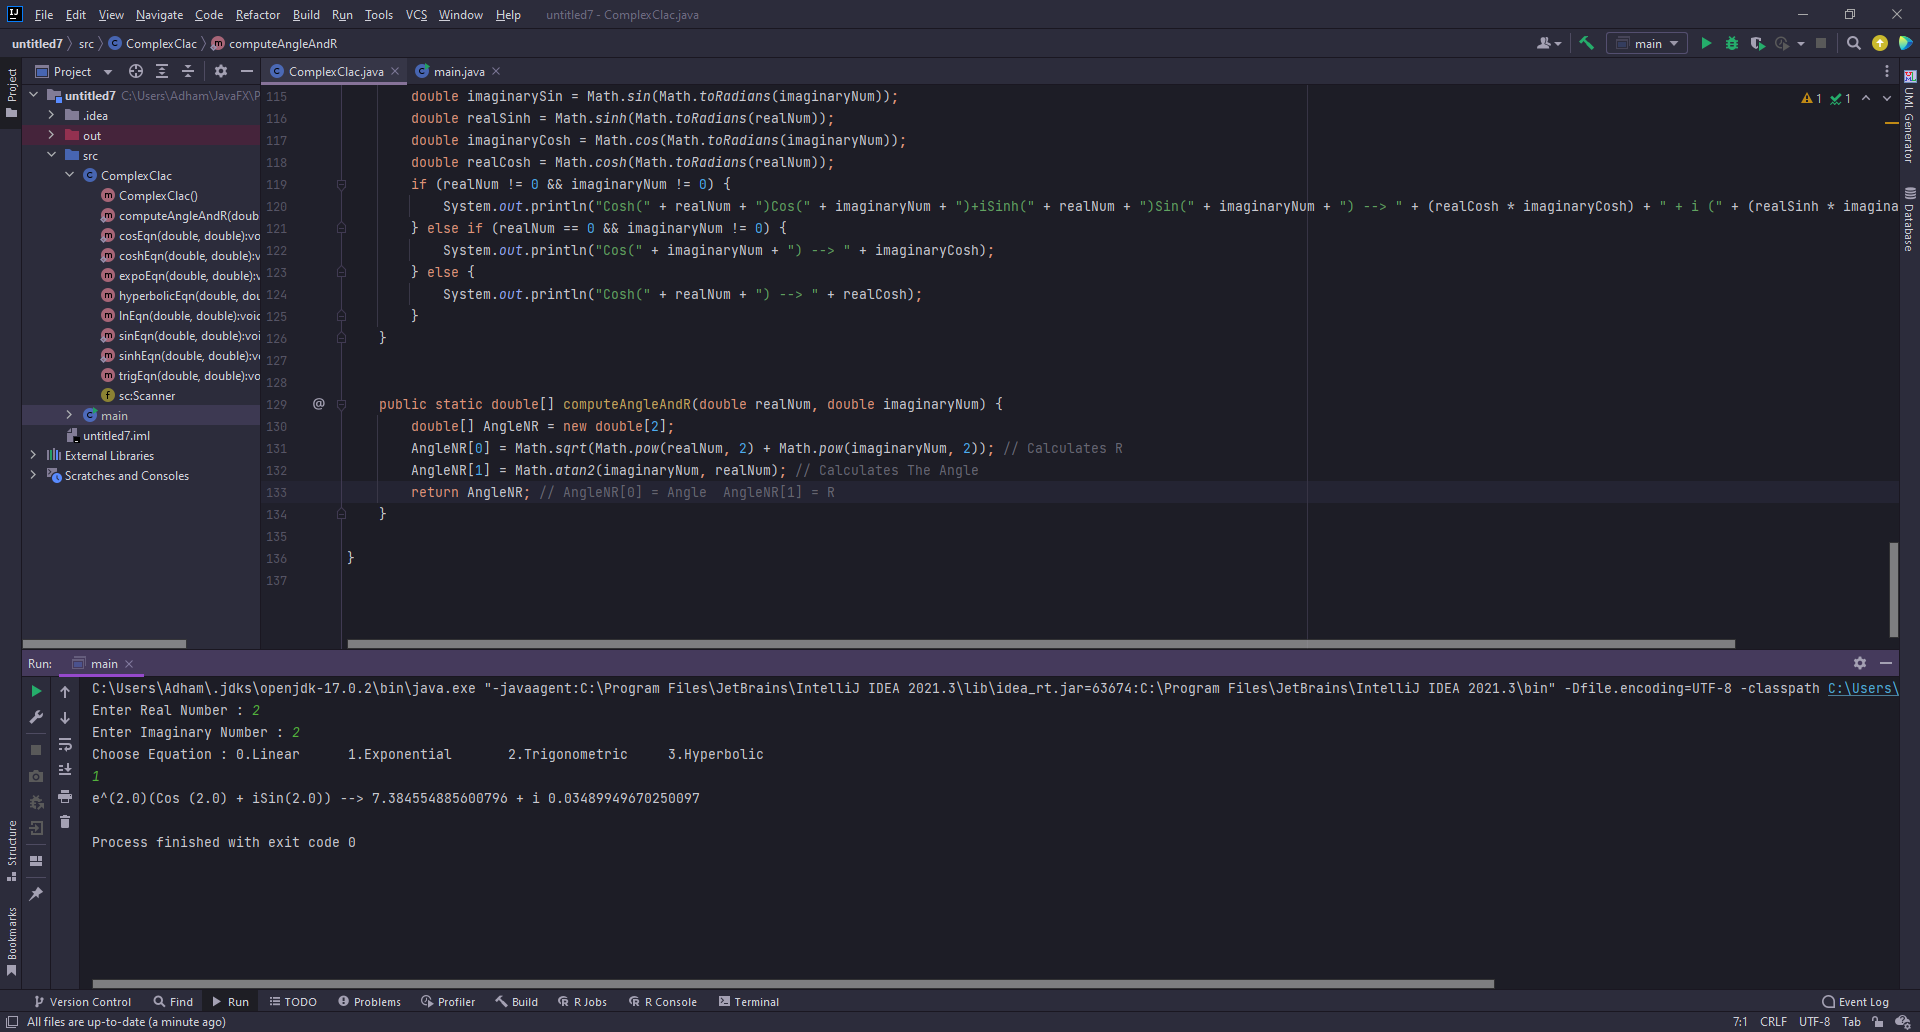 File Edit View Navigate Code Refactor Build Run Tools VCS Window Help untitled7 - ComplexClac.java
untitled7 src ComplexClac computeAngleAndR main
Project ComplexClac.java main.java
untitled7 C:\Users\Adham\JavaFX\P
.idea
out
src
ComplexClac
ComplexClac()
computeAngleAndR(doub
cosEqn(double, double):vo
coshEqn(double, double):v
expoEqn(double, double):v
hyperbolicEqn(double, dou
lnEqn(double, double):voic
sinEqn(double, double):voi
sinhEqn(double, double):vo
trigEqn(double, double):vo
sc:Scanner
main
untitled7.iml
External Libraries
Scratches and Consoles
115 double imaginarySin = Math.sin(Math.toRadians(imaginaryNum));
116 double realSinh = Math.sinh(Math.toRadians(realNum));
117 double imaginaryCosh = Math.cos(Math.toRadians(imaginaryNum));
118 double realCosh = Math.cosh(Math.toRadians(realNum));
119 if (realNum != 0 && imaginaryNum != 0) {
120 System.out.println("Cosh(" + realNum + ")Cos(" + imaginaryNum + ")+iSinh(" + realNum + ")Sin(" + imaginaryNum + ") --> " + (realCosh * imaginaryCosh) + " + i (" + (realSinh * imagina
121 } else if (realNum == 0 && imaginaryNum != 0) {
122 System.out.println("Cos(" + imaginaryNum + ") --> " + imaginaryCosh);
123 } else {
124 System.out.println("Cosh(" + realNum + ") --> " + realCosh);
125 }
126 }
127
128
129 @ public static double[] computeAngleAndR(double realNum, double imaginaryNum) {
130 double[] AngleNR = new double[2];
131 AngleNR[0] = Math.sqrt(Math.pow(realNum, 2) + Math.pow(imaginaryNum, 2)); // Calculates R
132 AngleNR[1] = Math.atan2(imaginaryNum, realNum); // Calculates The Angle
133 return AngleNR; // AngleNR[0] = Angle  AngleNR[1] = R
134 }
135
136 }
137
1 1
Project
UML Generator
Database
Run: main
C:\Users\Adham\.jdks\openjdk-17.0.2\bin\java.exe "-javaagent:C:\Program Files\JetBrains\IntelliJ IDEA 2021.3\lib\idea_rt.jar=63674:C:\Program Files\JetBrains\IntelliJ IDEA 2021.3\bin" -Dfile.encoding=UTF-8 -classpath C:\Users\
Enter Real Number : 2
Enter Imaginary Number : 2
Choose Equation : 0.Linear 1.Exponential 2.Trigonometric 3.Hyperbolic
1
e^(2.0)(Cos (2.0) + iSin(2.0)) --> 7.384554885600796 + i 0.03489949670250097
Process finished with exit code 0
Structure
Bookmarks
Version Control Find Run TODO Problems Profiler Build R Jobs R Console Terminal Event Log
All files are up-to-date (a minute ago) 7:1 CRLF UTF-8 Tab